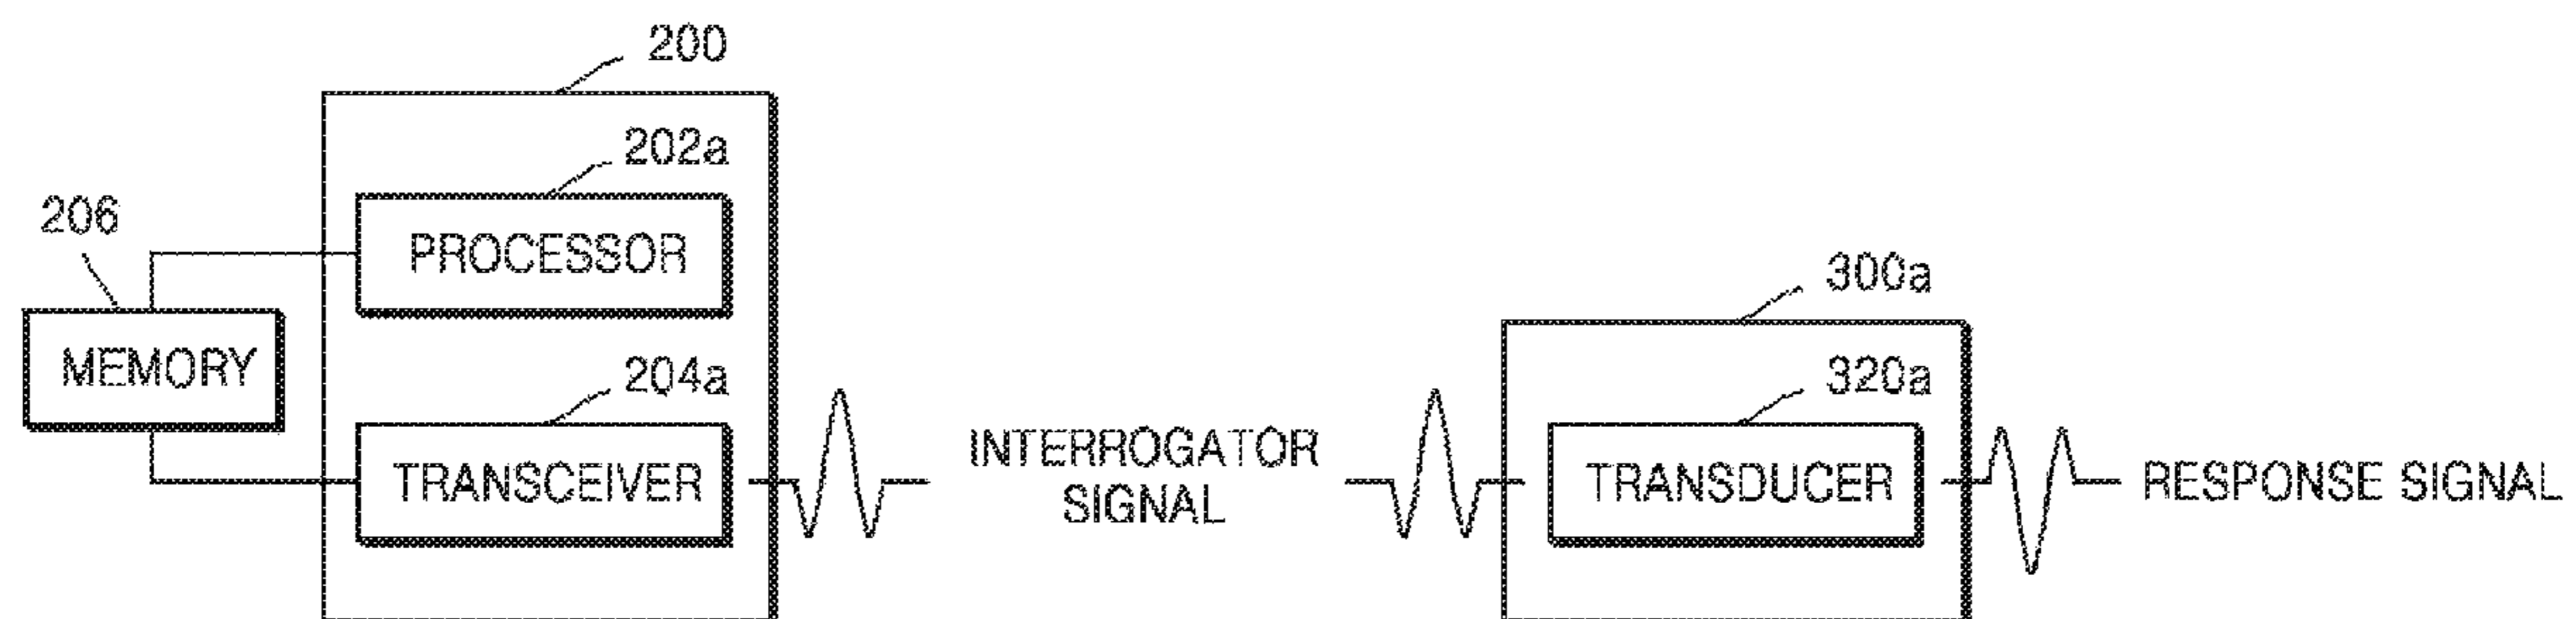 200
202a
206
PROCESSOR
300a
MEMORY
204a
320a
INTERROGATOR
SIGNAL
TRANSCEIVER
TRANSDUCER
RESPONSE SIGNAL